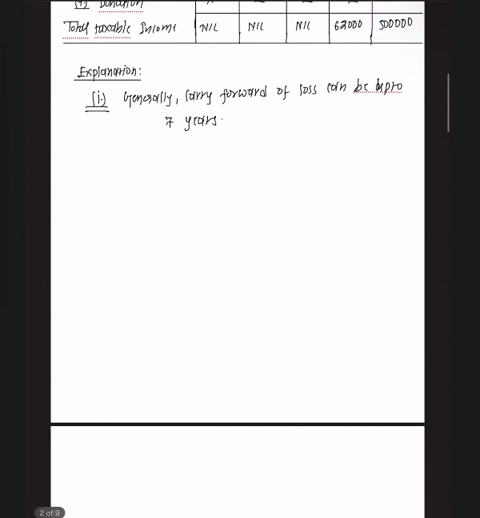 (-) Donation
Total taxable Income NIL NIL NIL 62000 500000
Explanation:
(i) Generally, carry forward of loss can be upto
7 years.
2 of 9